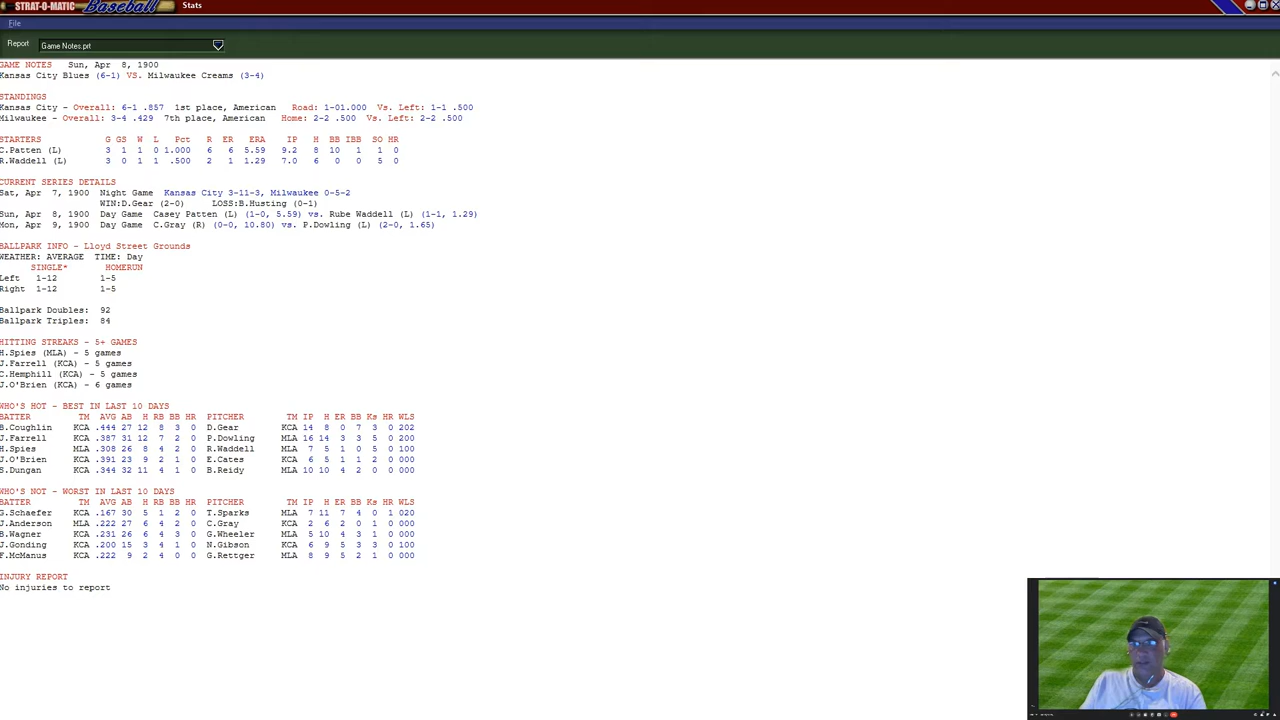 STRAT-O-MATIC Baseball Stats
File
Report Game Notes.prt
GAME NOTES Sun, Apr 8, 1900
Kansas City Blues (6-1) VS. Milwaukee Creams (3-4)
STANDINGS
Kansas City - Overall: 6-1 .857 1st place, American Road: 1-01.000 Vs. Left: 1-1 .500
Milwaukee - Overall: 3-4 .429 7th place, American Home: 2-2 .500 Vs. Left: 2-2 .500
STARTERS G GS W L Pct R ER ERA IP H BB IBB SO HR
C.Patten (L) 3 1 1 0 1.000 6 6 5.59 9.2 8 10 1 1 0
R.Waddell (L) 3 0 1 1 .500 2 1 1.29 7.0 6 0 0 5 0
CURRENT SERIES DETAILS
Sat, Apr 7, 1900 Night Game Kansas City 3-11-3, Milwaukee 0-5-2
WIN:D.Gear (2-0) LOSS:B.Husting (0-1)
Sun, Apr 8, 1900 Day Game Casey Patten (L) (1-0, 5.59) vs. Rube Waddell (L) (1-1, 1.29)
Mon, Apr 9, 1900 Day Game C.Gray (R) (0-0, 10.80) vs. P.Dowling (L) (2-0, 1.65)
BALLPARK INFO - Lloyd Street Grounds
WEATHER: AVERAGE TIME: Day
SINGLE* HOMERUN
Left 1-12 1-5
Right 1-12 1-5
Ballpark Doubles: 92
Ballpark Triples: 84
HITTING STREAKS - 5+ GAMES
H.Spies (MLA) - 5 games
J.Farrell (KCA) - 5 games
C.Hemphill (KCA) - 5 games
J.O'Brien (KCA) - 6 games
WHO'S HOT - BEST IN LAST 10 DAYS
BATTER TM AVG AB H RB BB HR PITCHER TM IP H ER BB Ks HR WLS
B.Coughlin KCA .444 27 12 8 3 0 D.Gear KCA 14 8 0 7 3 0 202
J.Farrell KCA .387 31 12 7 2 0 P.Dowling MLA 16 14 3 3 5 0 200
H.Spies MLA .308 26 8 4 2 0 R.Waddell MLA 7 5 1 0 5 0 100
J.O'Brien KCA .391 23 9 2 1 0 E.Cates KCA 6 5 1 1 2 0 000
S.Dungan KCA .344 32 11 4 1 0 B.Reidy MLA 10 10 4 2 0 0 000
WHO'S NOT - WORST IN LAST 10 DAYS
BATTER TM AVG AB H RB BB HR PITCHER TM IP H ER BB Ks HR WLS
G.Schaefer KCA .167 30 5 1 2 0 T.Sparks MLA 7 11 7 4 0 1 020
J.Anderson MLA .222 27 6 4 2 0 C.Gray KCA 2 6 2 0 1 0 000
B.Wagner KCA .231 26 6 4 3 0 G.Wheeler MLA 5 10 4 3 2 0 000
J.Gonding KCA .200 15 3 4 1 0 N.Gibson KCA 6 9 5 3 3 0 100
F.McManus KCA .222 9 2 4 0 0 G.Rettger MLA 8 9 5 2 1 0 000
INJURY REPORT
No injuries to report